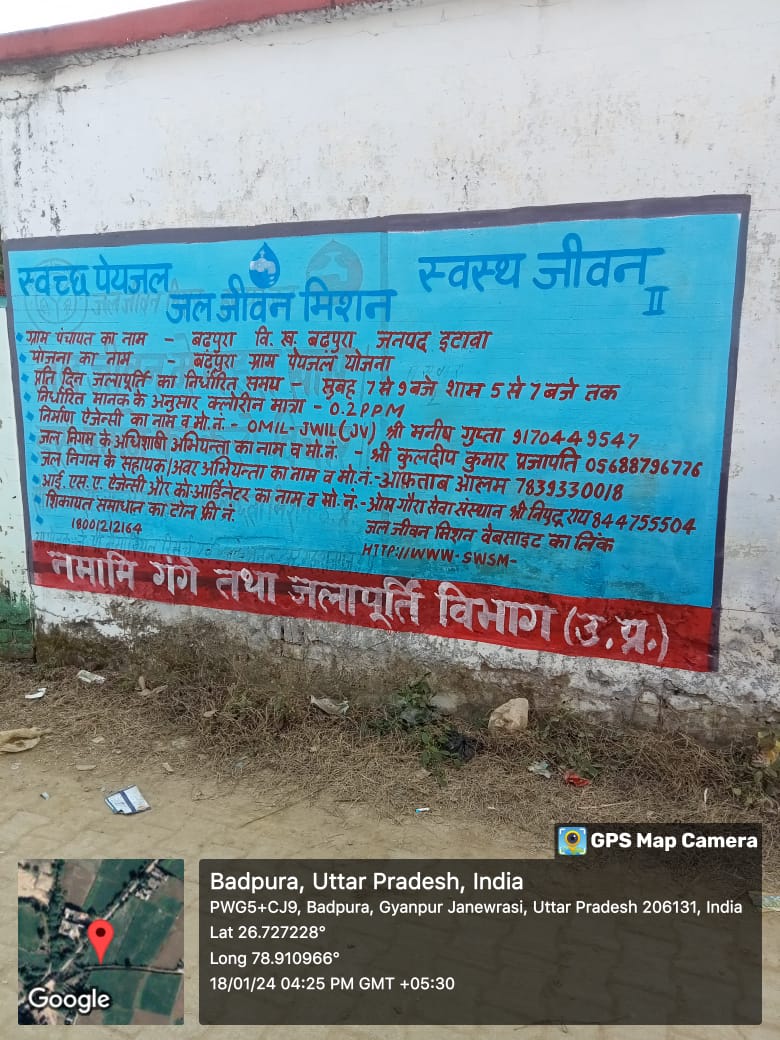 स्वच्छ पेयजल
जल जीवन मिशन
स्वस्थ जीवन
II
ग्राम पंचायत का नाम - बढ़पुरा वि. ख. बढ़पुरा जनपद इटावा
योजना का नाम - बढ़पुरा ग्राम पेयजल योजना
प्रति दिन जलापूर्ति का निर्धारित समय - सुबह 7 से 9 बजे शाम 5 से 7 बजे तक
निर्धारित मानक के अनुसार क्लोरीन मात्रा - 0.2 PPM
निर्माण ऐजेन्सी का नाम व मो.नं. - OMIL-JWIL(JV) श्री मनीष गुप्ता 9170449547
जल निगम के अधिशाषी अभियन्ता का नाम व मो.नं. - श्री कुलदीप कुमार प्रजापति 05688796776
जल निगम के सहायक/अवर अभियन्ता का नाम व मो.नं.- आफ़ताब आलम 7839330018
आई. एस. ए. ऐजेन्सी और को-आर्डिनेटर का नाम व मो.नं.- ओम गौरा सेवा संस्थान श्री राय 844755504
शिकायत समाधान का टोल फ्री नं.
18001212164
जल जीवन मिशन वेबसाइट का लिंक
HTTP://WWW-SWSM-
नमामि गंगे तथा जलापूर्ति विभाग (उ.प्र.)
GPS Map Camera
Badpura, Uttar Pradesh, India
PWG5+CJ9, Badpura, Gyanpur Janewrasi, Uttar Pradesh 206131, India
Lat 26.727228°
Long 78.910966°
18/01/24 04:25 PM GMT +05:30
Google